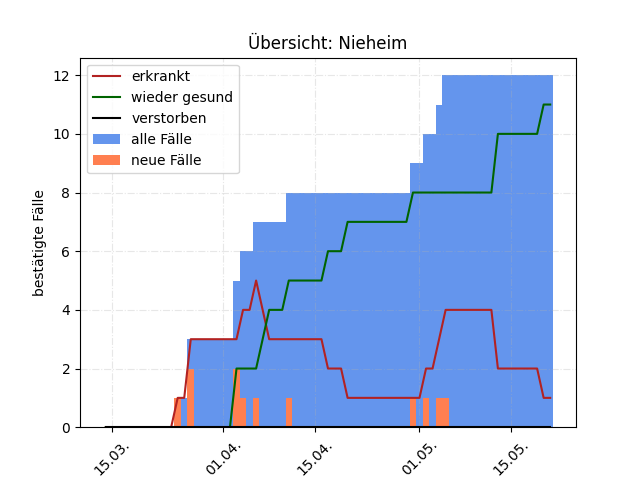 Übersicht: Nieheim
erkrankt
wieder gesund
verstorben
alle Fälle
neue Fälle
bestätigte Fälle
12
10
8
6
4
2
0
15.03.
01.04.
15.04.
01.05.
15.05.